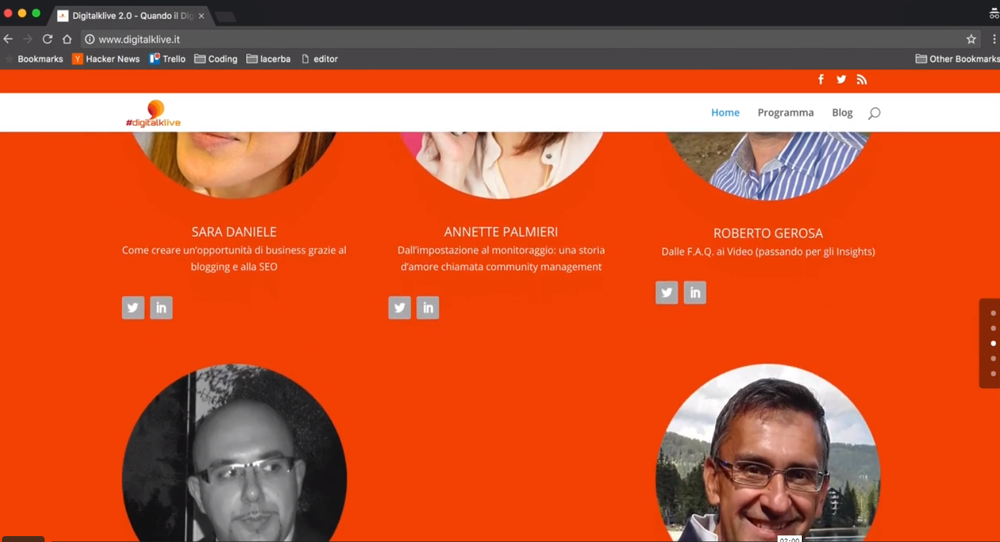 Digitalklive 2.0 - Quando il Dig
www.digitalklive.it
Bookmarks
Hacker News
Trello
Coding
lacerba
editor
Other Bookmarks
#digitalklive
Home
Programma
Blog
SARA DANIELE
Come creare un’opportunità di business grazie al
blogging e alla SEO
ANNETTE PALMIERI
Dall’impostazione al monitoraggio: una storia
d’amore chiamata community management
ROBERTO GEROSA
Dalle F.A.Q. ai Video (passando per gli Insights)